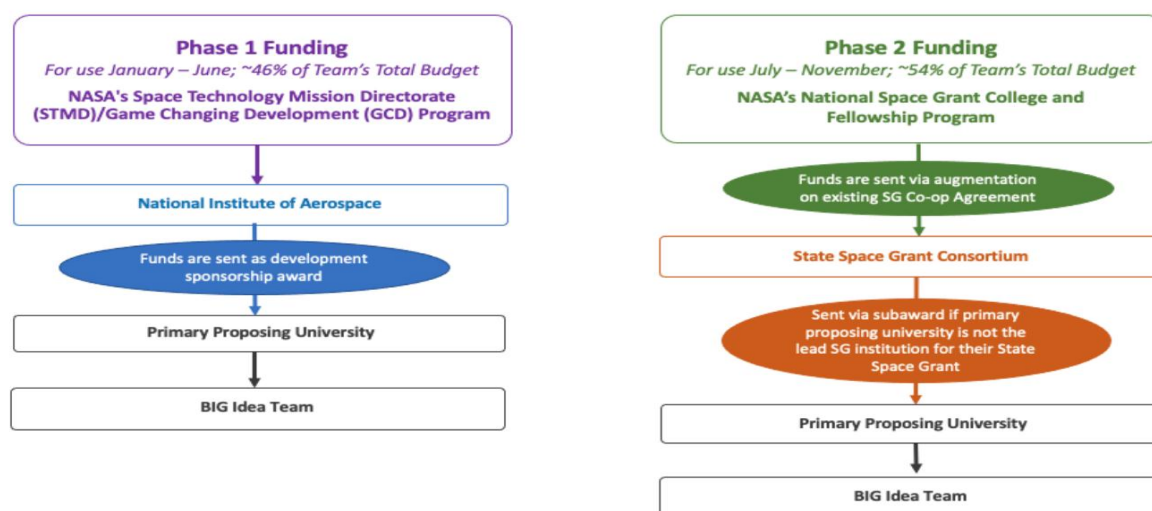 Phase 1 Funding
For use January – June; ~46% of Team's Total Budget
NASA's Space Technology Mission Directorate
(STMD)/Game Changing Development (GCD) Program
National Institute of Aerospace
Funds are sent as development
sponsorship award
Primary Proposing University
BIG Idea Team
Phase 2 Funding
For use July – November; ~54% of Team's Total Budget
NASA's National Space Grant College and
Fellowship Program
Funds are sent via augmentation
on existing SG Co-op Agreement
State Space Grant Consortium
Sent via subaward if primary
proposing university is not the
lead SG institution for their State
Space Grant
Primary Proposing University
BIG Idea Team